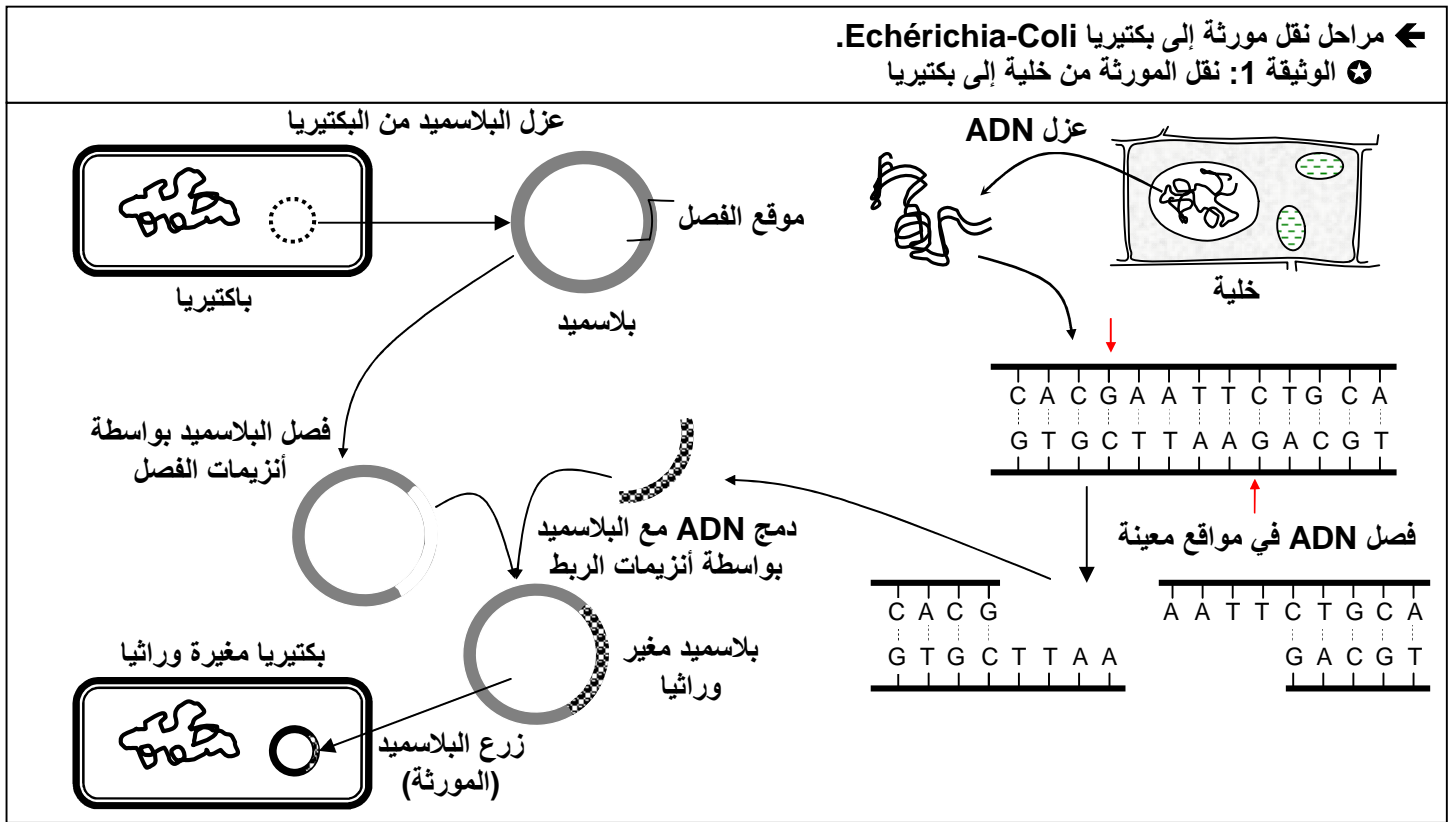 مراحل نقل مورثة إلى بكتيريا Echérichia-Coli.
الوثيقة 1: نقل المورثة من خلية إلى بكتيريا
عزل ADN
خلية
عزل البلاسميد من البكتيريا
باكتيريا
موقع الفصل
بلاسميد
C A C G A A T T C T G C A
G T G C T T A A G A C G T
فصل ADN في مواقع معينة
C A C G
G T G C T T A A
A A T T C T G C A
G A C G T
فصل البلاسميد بواسطة
أنزيمات الفصل
دمج ADN مع البلاسميد
بواسطة أنزيمات الربط
بلاسميد مغير
وراثيا
زرع البلاسميد
(المورثة)
بكتيريا مغيرة وراثيا